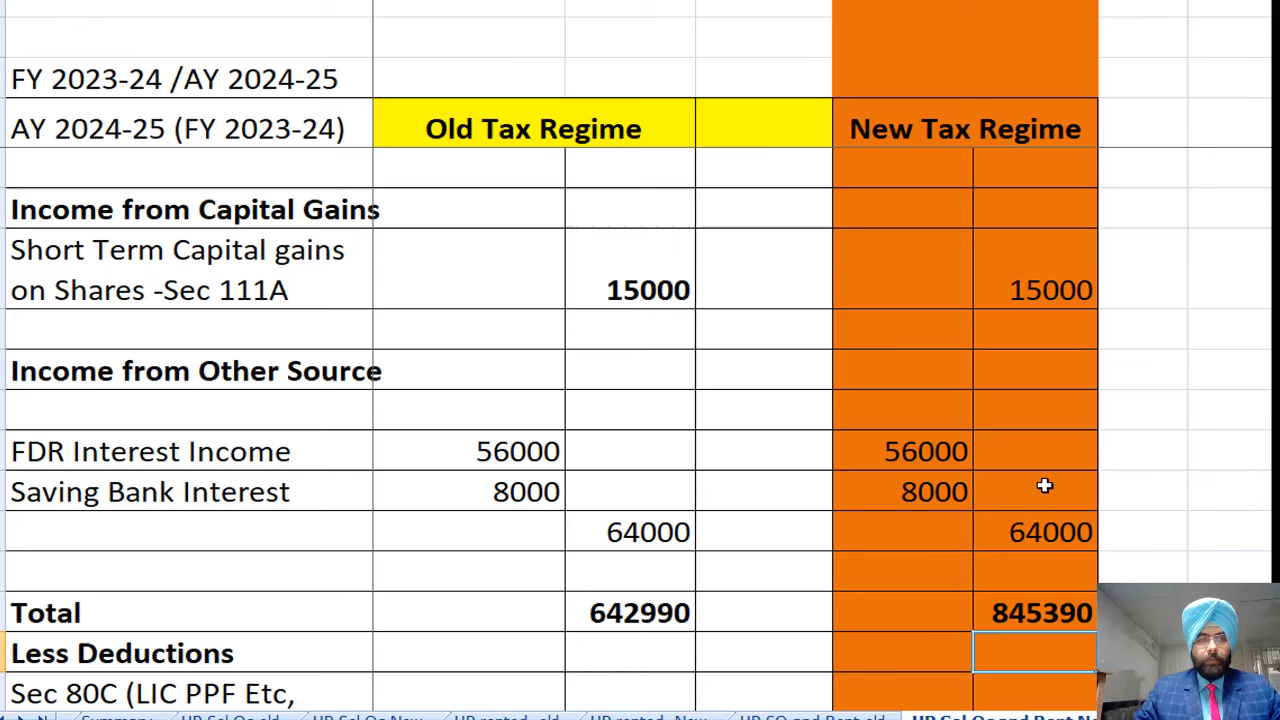 FY 2023-24 /AY 2024-25
AY 2024-25 (FY 2023-24) Old Tax Regime New Tax Regime
Income from Capital Gains
Short Term Capital gains
on Shares -Sec 111A 15000 15000
Income from Other Source
FDR Interest Income 56000 56000
Saving Bank Interest 8000 8000
64000 64000
Total 642990 845390
Less Deductions
Sec 80C (LIC PPF Etc,